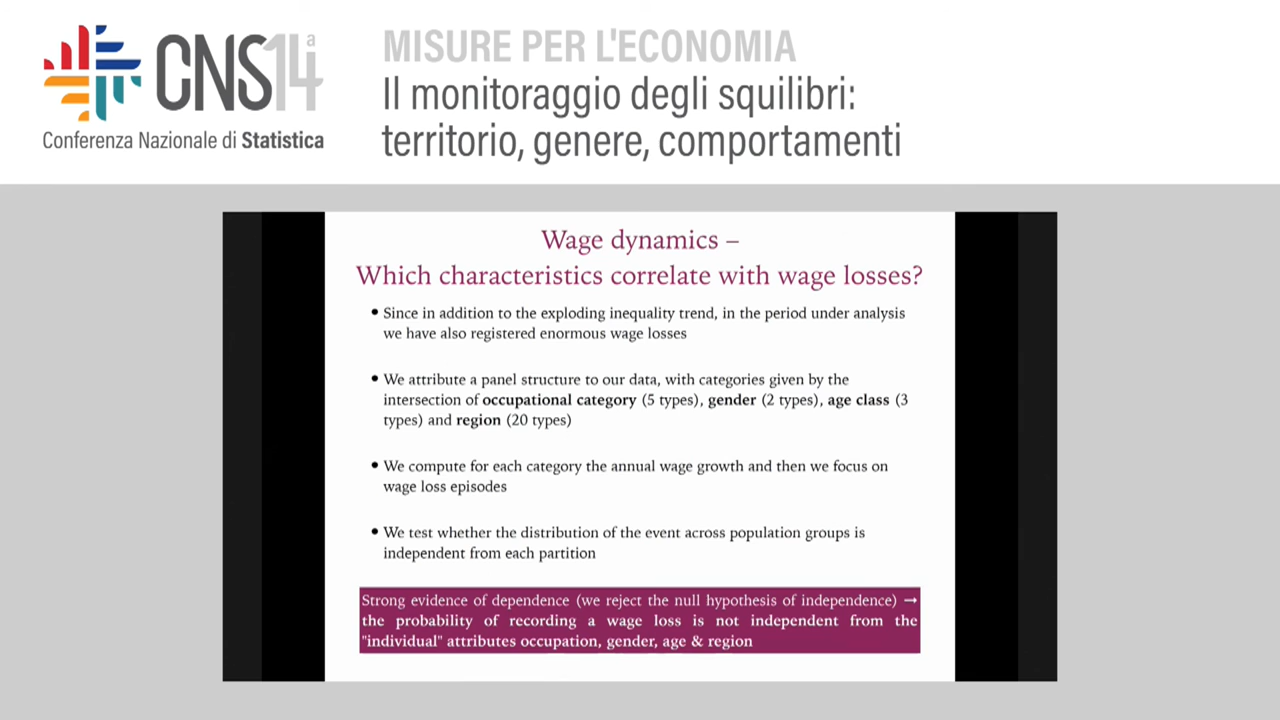 CNS14ª
Conferenza Nazionale di Statistica
MISURE PER L'ECONOMIA
Il monitoraggio degli squilibri:
territorio, genere, comportamenti
Wage dynamics –
Which characteristics correlate with wage losses?
• Since in addition to the exploding inequality trend, in the period under analysis
we have also registered enormous wage losses
• We attribute a panel structure to our data, with categories given by the
intersection of occupational category (5 types), gender (2 types), age class (3
types) and region (20 types)
• We compute for each category the annual wage growth and then we focus on
wage loss episodes
• We test whether the distribution of the event across population groups is
independent from each partition
Strong evidence of dependence (we reject the null hypothesis of independence) →
the probability of recording a wage loss is not independent from the
"individual" attributes occupation, gender, age & region